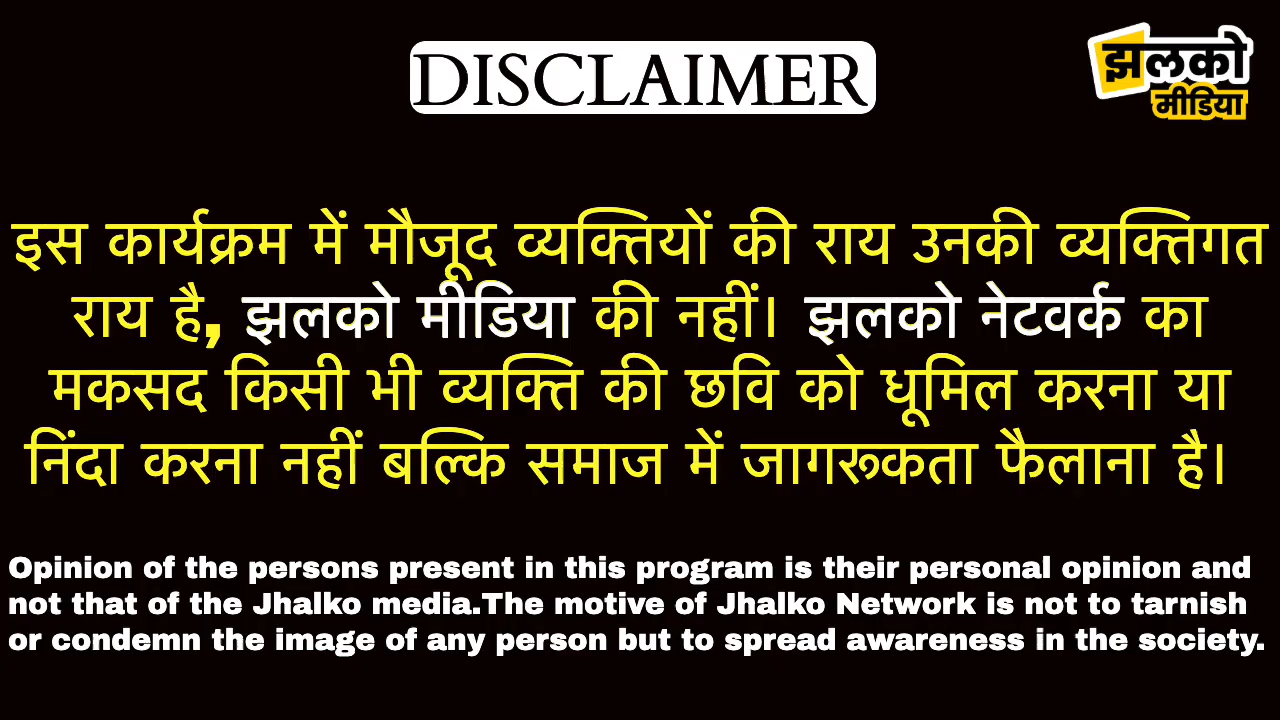 DISCLAIMER
झलको
मीडिया
इस कार्यक्रम में मौजूद व्यक्तियों की राय उनकी व्यक्तिगत
राय है, झलको मीडिया की नहीं। झलको नेटवर्क का
मकसद किसी भी व्यक्ति की छवि को धूमिल करना या
निंदा करना नहीं बल्कि समाज में जागरूकता फैलाना है।
Opinion of the persons present in this program is their personal opinion and
not that of the Jhalko media.The motive of Jhalko Network is not to tarnish
or condemn the image of any person but to spread awareness in the society.